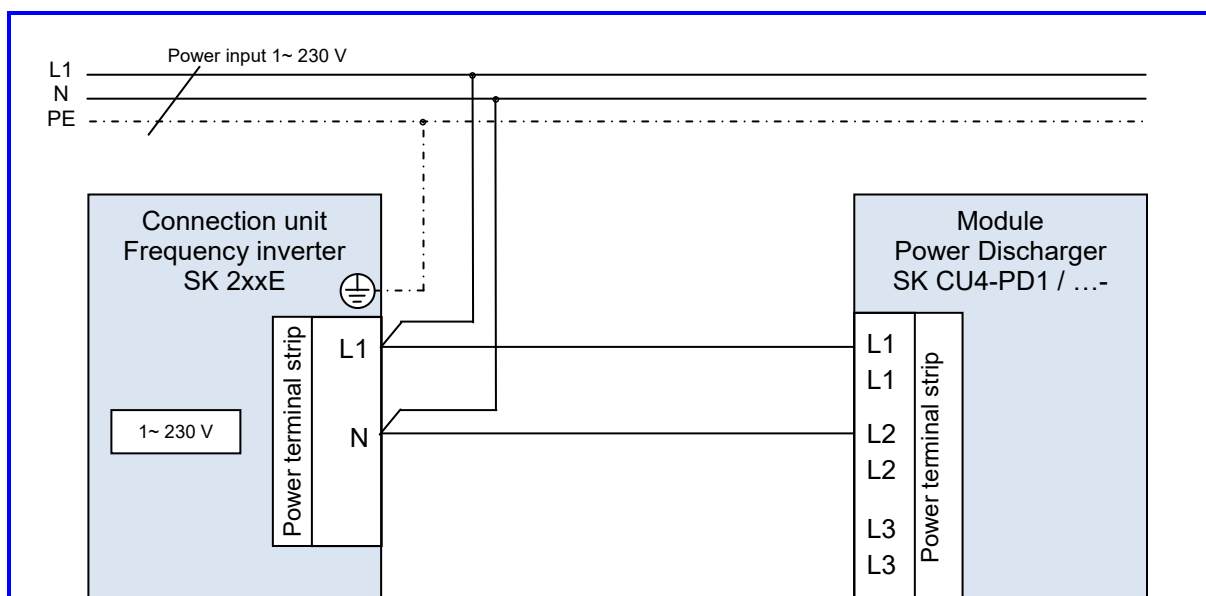 Power input 1~ 230 V
L1
N
PE
Connection unit
Frequency inverter
SK 2xxE
Power terminal strip
L1
N
1~ 230 V
Module
Power Discharger
SK CU4-PD1 / …-
L1
L1
L2
L2
L3
L3
Power terminal strip